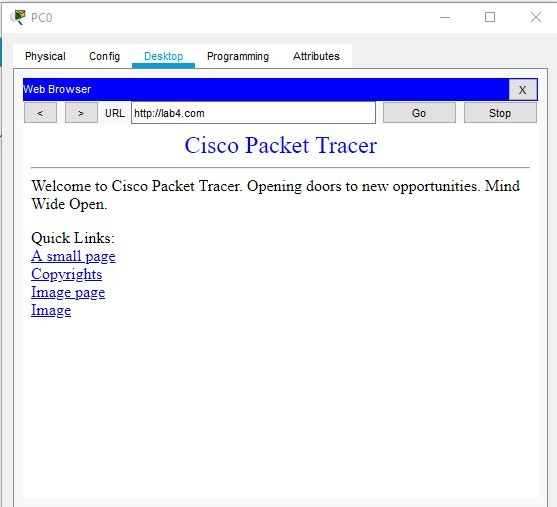 PC0
Physical Config Desktop Programming Attributes
Web Browser X
< > URL http://lab4.com Go Stop
Cisco Packet Tracer
Welcome to Cisco Packet Tracer. Opening doors to new opportunities. Mind
Wide Open.
Quick Links:
A small page
Copyrights
Image page
Image